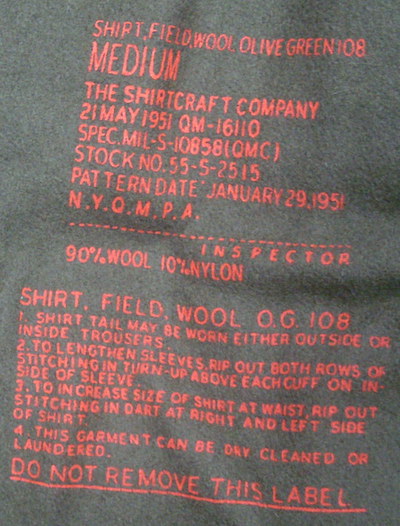 SHIRT, FIELD, WOOL OLIVE GREEN 108
MEDIUM
THE SHIRTCRAFT COMPANY
21 MAY 1951 QM-16110
SPEC. MIL-S-10858(QMC)
STOCK NO. 55-S-2515
PATTERN DATE JANUARY 29, 1951
N.Y.Q.M.P.A.
INSPECTOR
90% WOOL 10% NYLON
SHIRT, FIELD, WOOL O.G. 108
1. SHIRT TAIL MAY BE WORN EITHER OUTSIDE OR
INSIDE TROUSERS.
2. TO LENGTHEN SLEEVES, RIP OUT BOTH ROWS OF
STITCHING IN TURN-UP ABOVE EACH CUFF ON IN-
SIDE OF SLEEVE.
3. TO INCREASE SIZE OF SHIRT AT WAIST, RIP OUT
STITCHING IN DART AT RIGHT AND LEFT SIDE
OF SHIRT.
4. THIS GARMENT CAN BE DRY CLEANED OR
LAUNDERED.
DO NOT REMOVE THIS LABEL